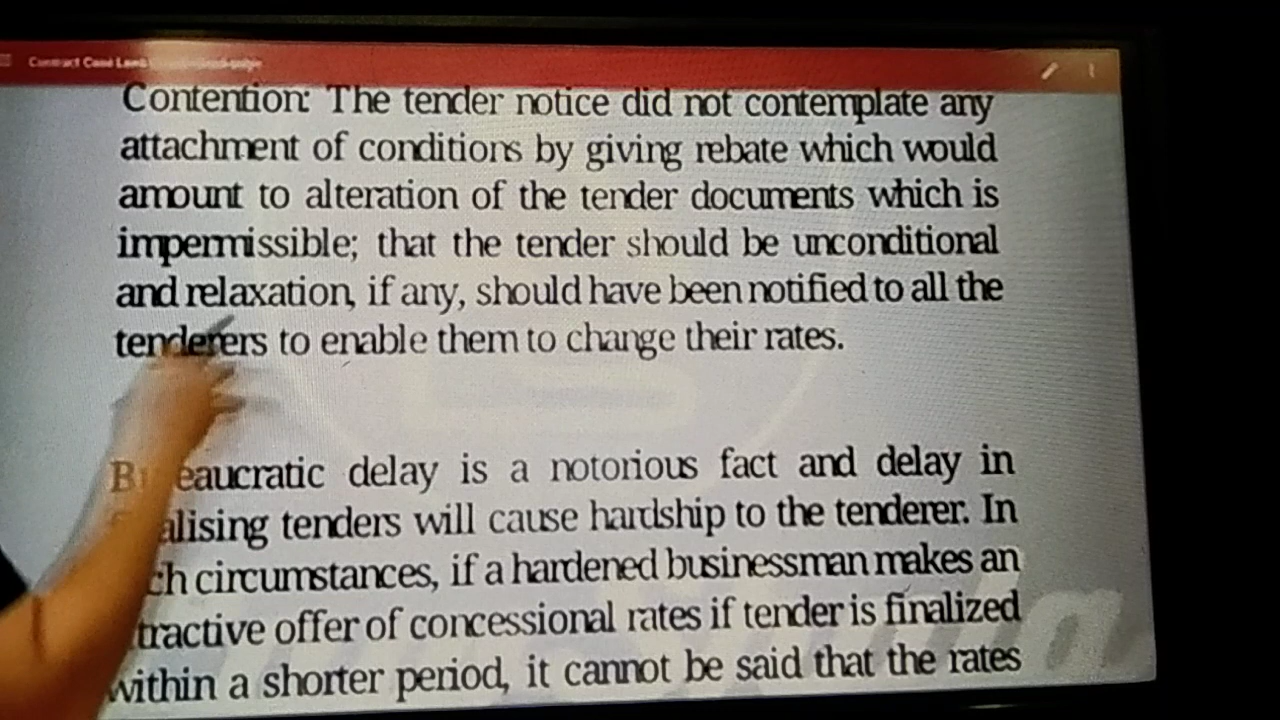 Contract Case Law
Contention: The tender notice did not contemplate any
attachment of conditions by giving rebate which would
amount to alteration of the tender documents which is
impermissible; that the tender should be unconditional
and relaxation, if any, should have been notified to all the
tenderers to enable them to change their rates.
eaucratic delay is a notorious fact and delay in
alising tenders will cause hardship to the tenderer. In
ch circumstances, if a hardened businessman makes an
tractive offer of concessional rates if tender is finalized
within a shorter period, it cannot be said that the rates